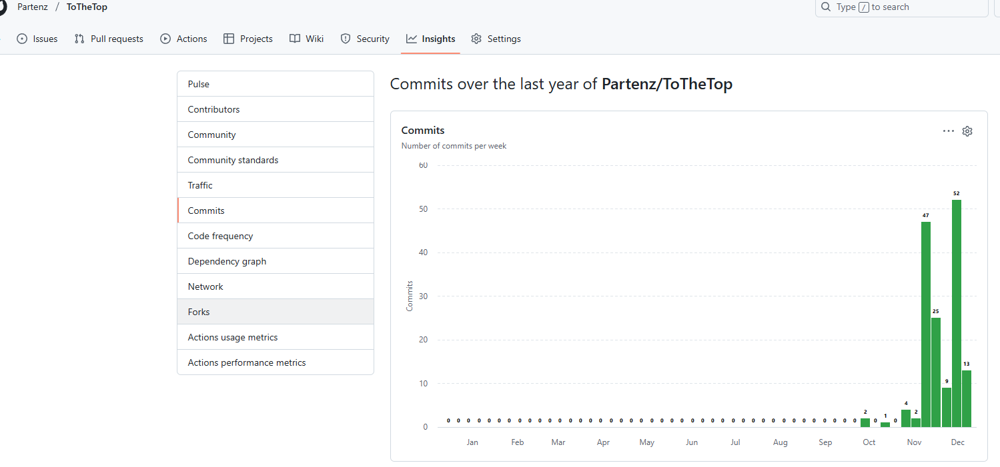 Partenz / ToTheTop
Type / to search
Issues Pull requests Actions Projects Wiki Security Insights Settings
Pulse
Contributors
Community
Community standards
Traffic
Commits
Code frequency
Dependency graph
Network
Forks
Actions usage metrics
Actions performance metrics
Commits over the last year of Partenz/ToTheTop
Commits
Number of commits per week
Commits
60
50
40
30
20
10
0
0 0 0 0 0 0 0 0 0 0 0 0 0 0 0 0 0 0 0 0 0 0 0 0 0 0 0 0 0 0 0 0 0 0 0 0 0 0 0 0 0 2 0 1 0 4 2 47 25 9 52 13
Jan Feb Mar Apr May Jun Jul Aug Sep Oct Nov Dec